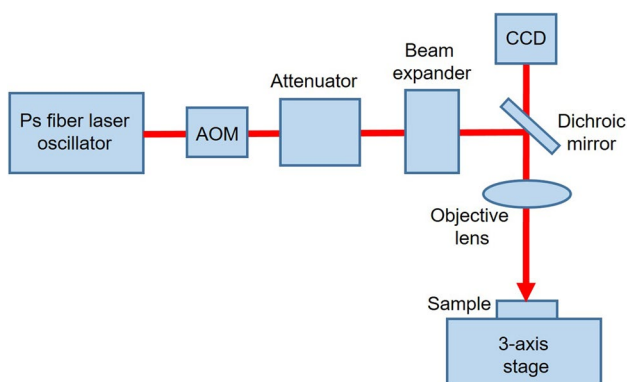 CCD
Beam
expander
Attenuator
Ps fiber laser
oscillator
AOM
Dichroic
mirror
Objective
lens
Sample
3-axis
stage